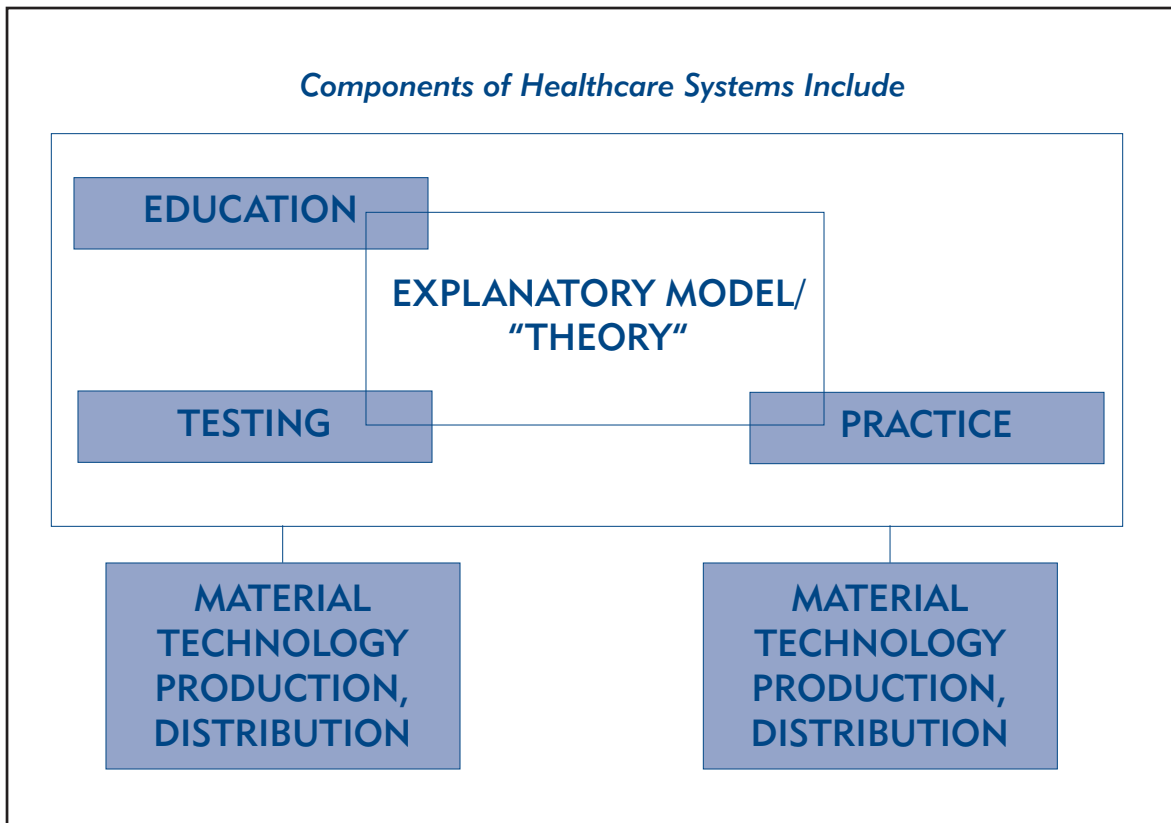 Components of Healthcare Systems Include
EDUCATION
EXPLANATORY MODEL/
“THEORY“
TESTING
PRACTICE
MATERIAL
TECHNOLOGY
PRODUCTION,
DISTRIBUTION
MATERIAL
TECHNOLOGY
PRODUCTION,
DISTRIBUTION